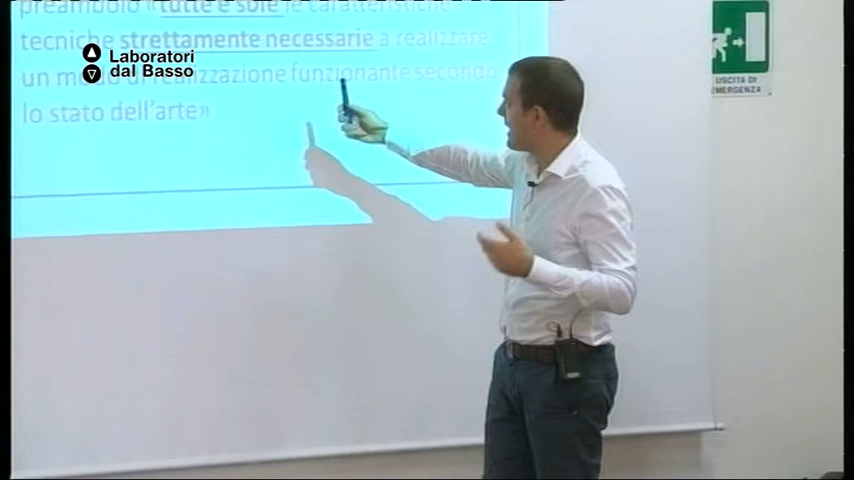 preambolo «tutte e sole le caratteristiche
tecniche strettamente necessarie a realizzare
un modo di realizzazione funzionante secondo
lo stato dell'arte»
Laboratori
dal Basso
USCITA DI
EMERGENZA